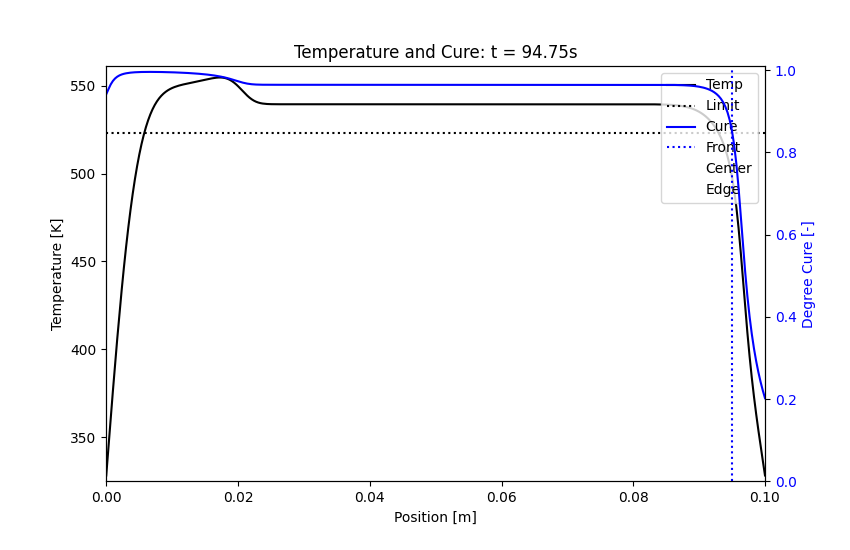 Temperature and Cure: t = 94.75s
Temp
Limit
Cure
Front
Center
Edge
550
500
450
400
350
Temperature [K]
1.0
0.8
0.6
0.4
0.2
0.0
Degree Cure [-]
0.00 0.02 0.04 0.06 0.08 0.10
Position [m]